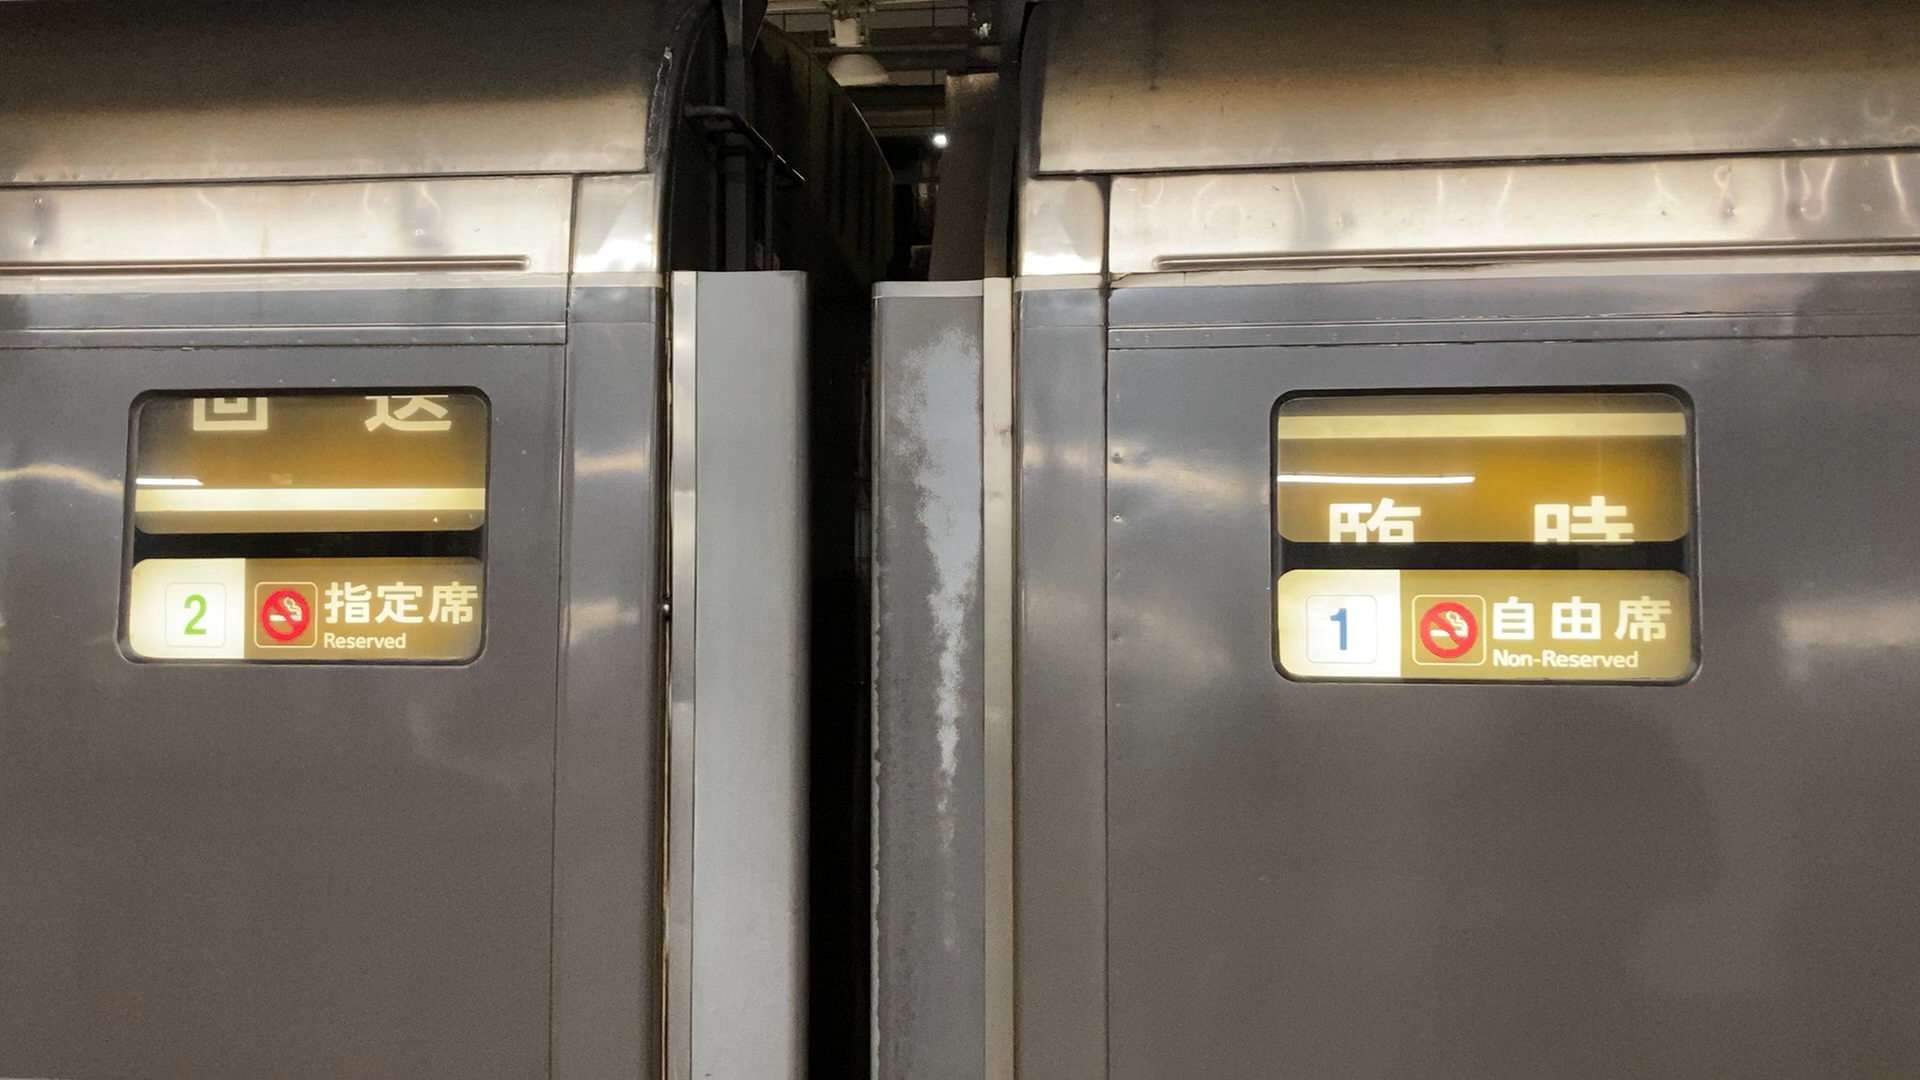 回 送
2 指定席
Reserved
臨 時
1 自由席
Non-Reserved